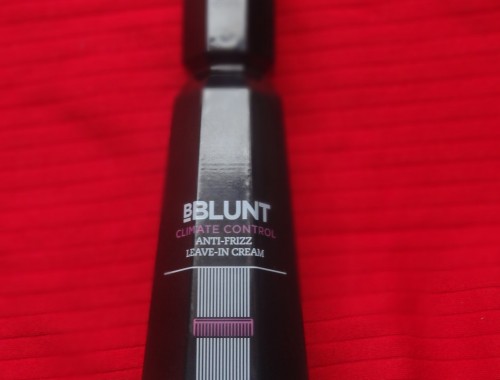 BBLUNT
CLIMATE CONTROL
ANTI-FRIZZ
LEAVE-IN CREAM